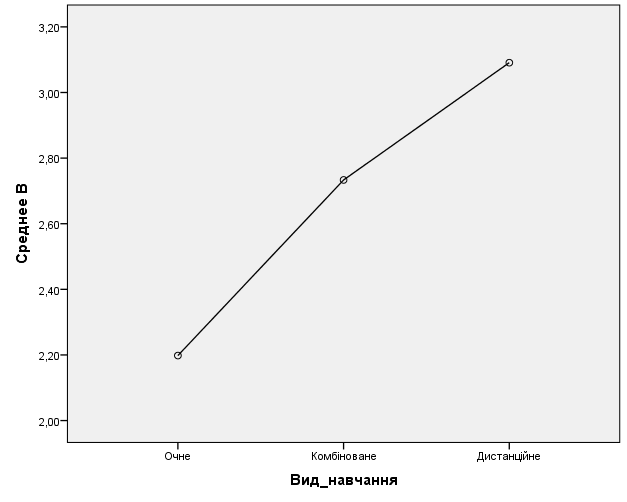 3,20
3,00
2,80
2,60
2,40
2,20
2,00
Среднее B
Очне
Комбіноване
Дистанційне
Вид_навчання